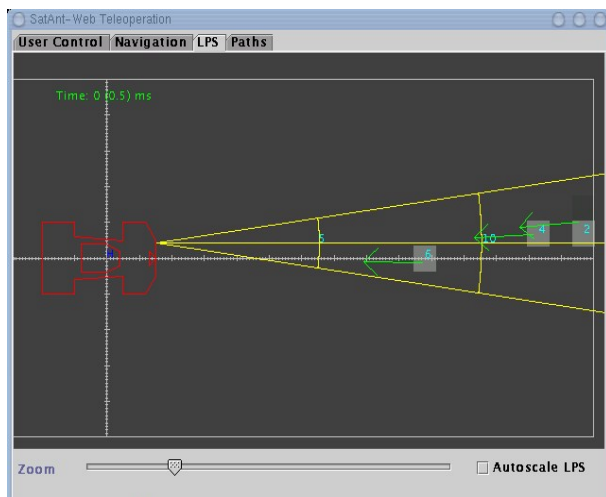 SatAnt-Web Teleoperation
User Control Navigation LPS Paths
Time: 0 (0.5) ms
5 10 4 2
6
Zoom Autoscale LPS